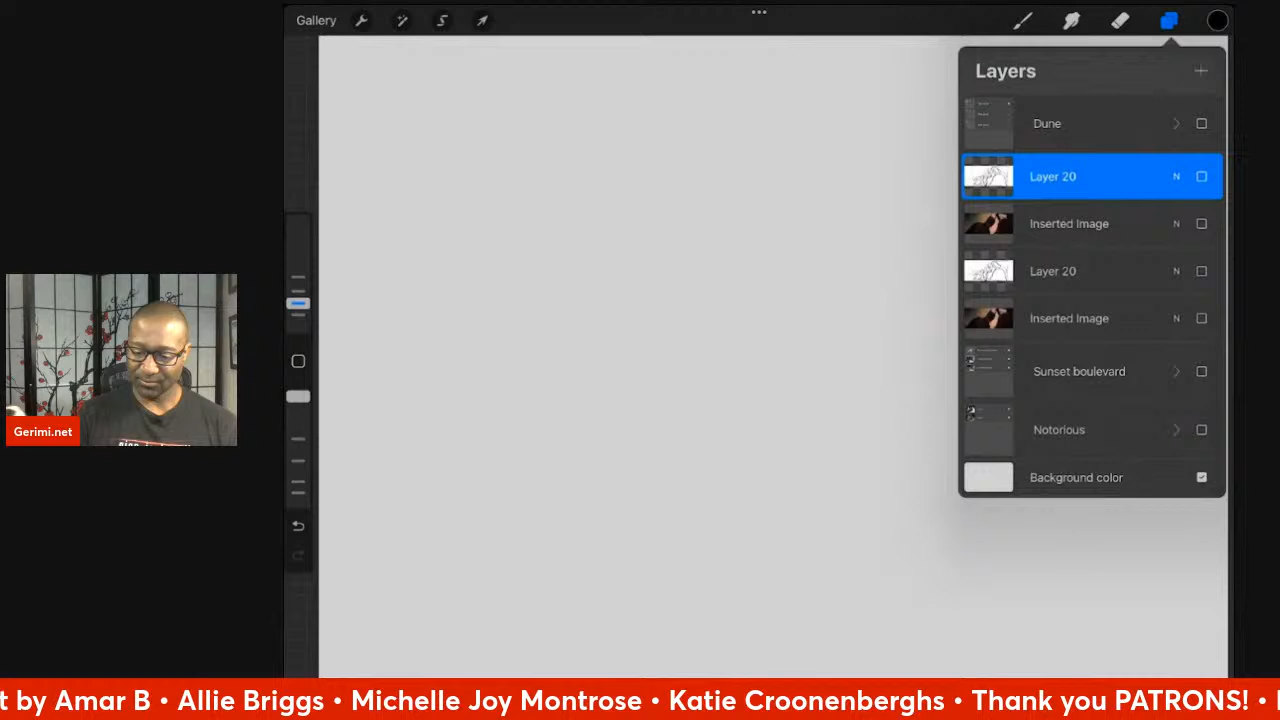 Gallery
Layers
Dune
Layer 20 N
Inserted Image N
Layer 20 N
Inserted Image N
Sunset boulevard
Notorious
Background color
Gerimi.net
t by Amar B • Allie Briggs • Michelle Joy Montrose • Katie Croonenberghs • Thank you PATRONS! •